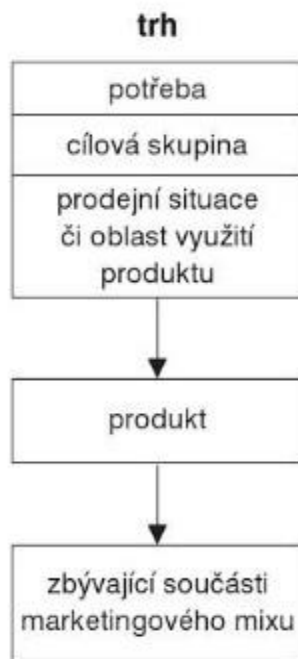 trh
potřeba
cílová skupina
prodejní situace
či oblast využití
produktu
produkt
zbývající součásti
marketingového mixu